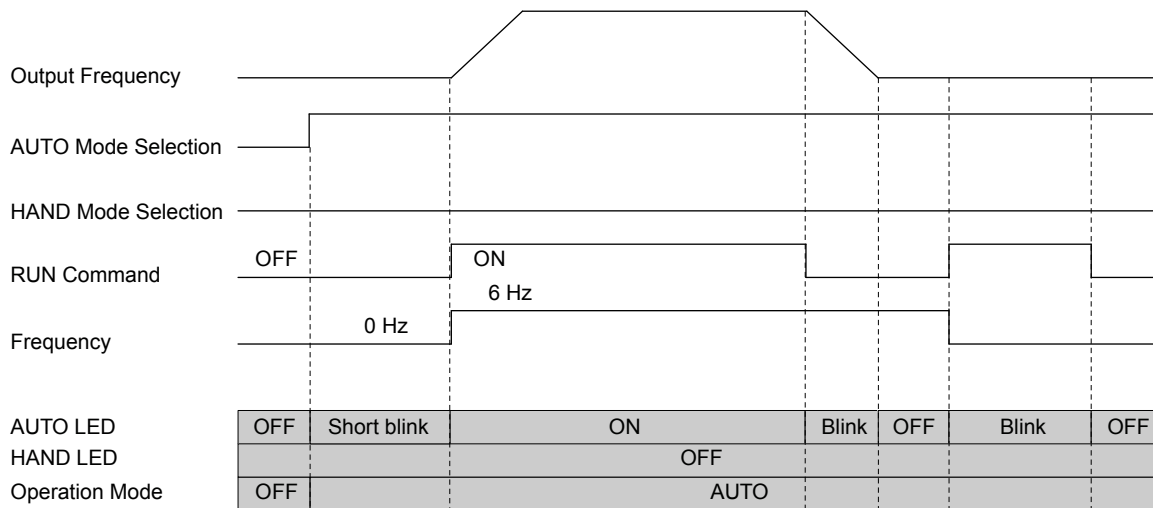 Output Frequency
AUTO Mode Selection
HAND Mode Selection
OFF ON
RUN Command
6 Hz
0 Hz
Frequency
AUTO LED OFF Short blink ON Blink OFF Blink OFF
HAND LED OFF
Operation Mode OFF AUTO